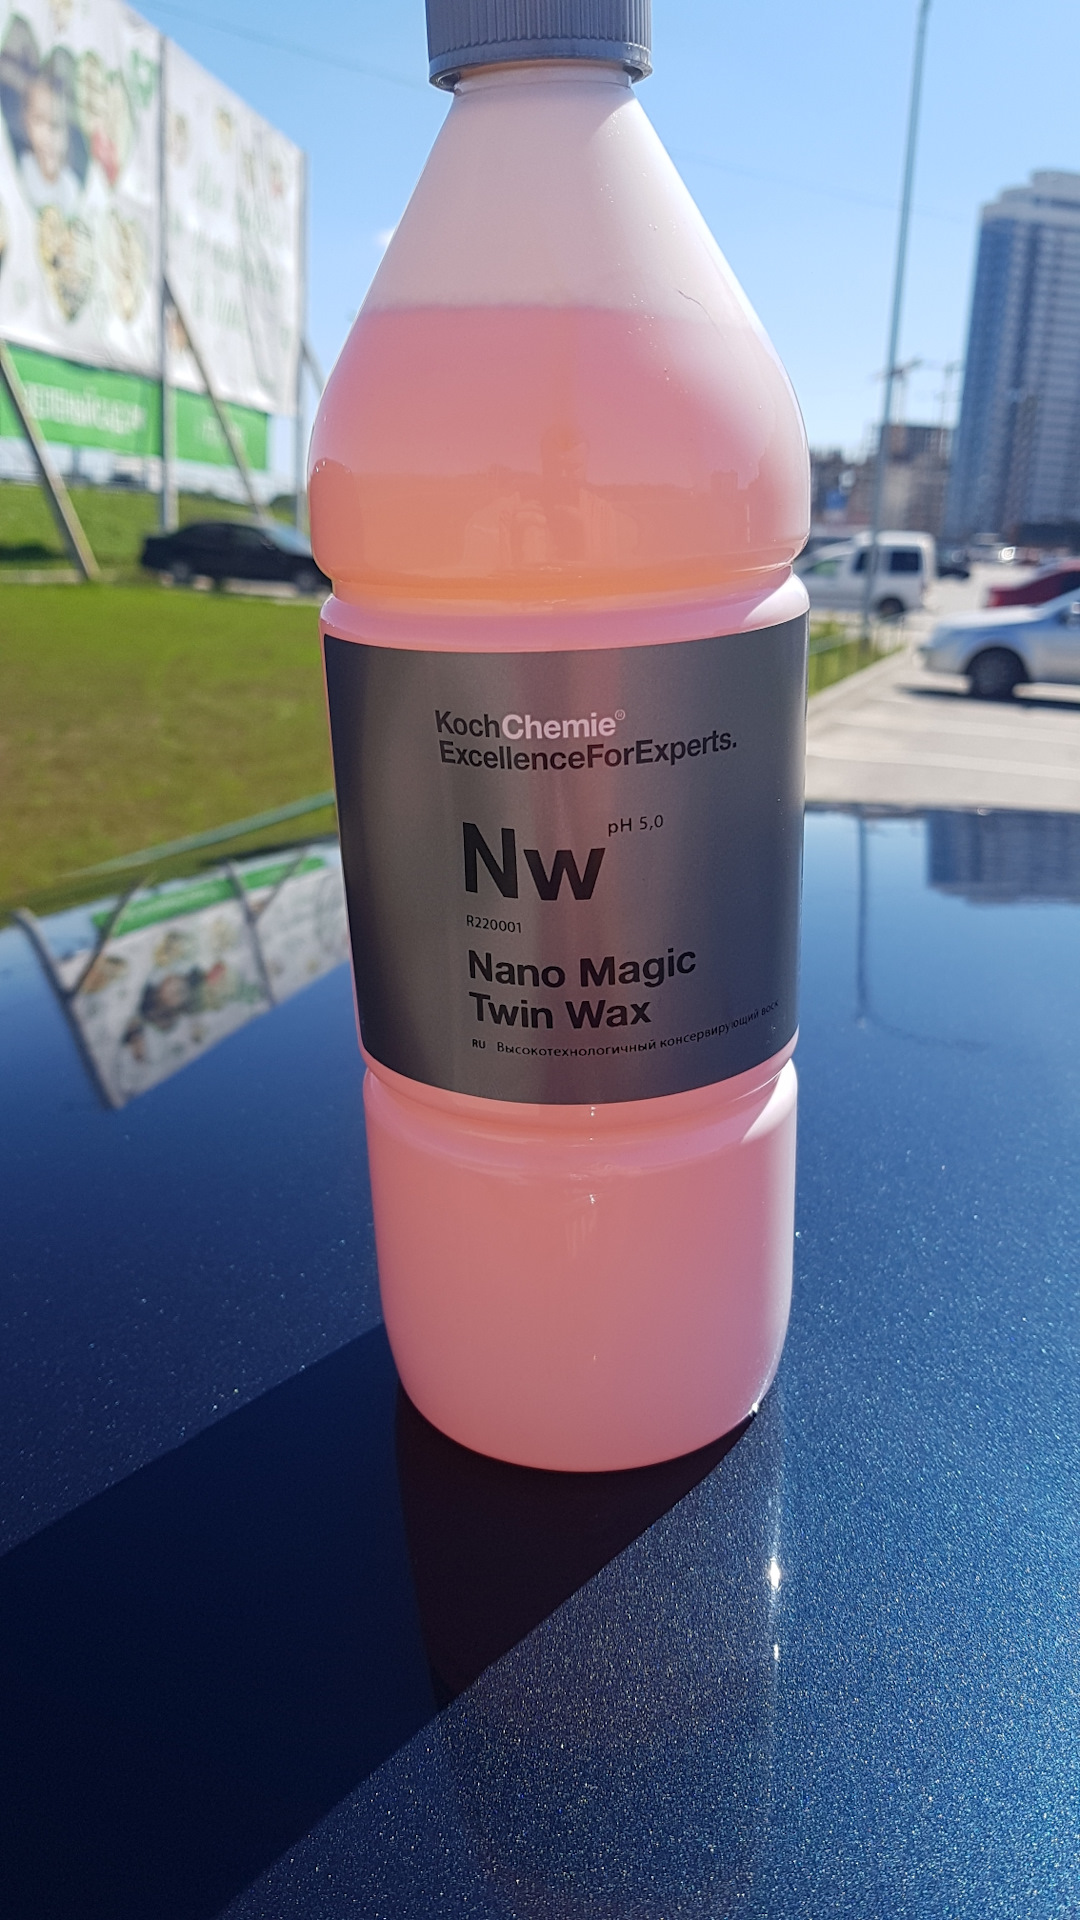 KochChemie®
ExcellenceForExperts.
Nw pH 5,0
R220001
Nano Magic
Twin Wax
RU Высокотехнологичный консервирующий воск